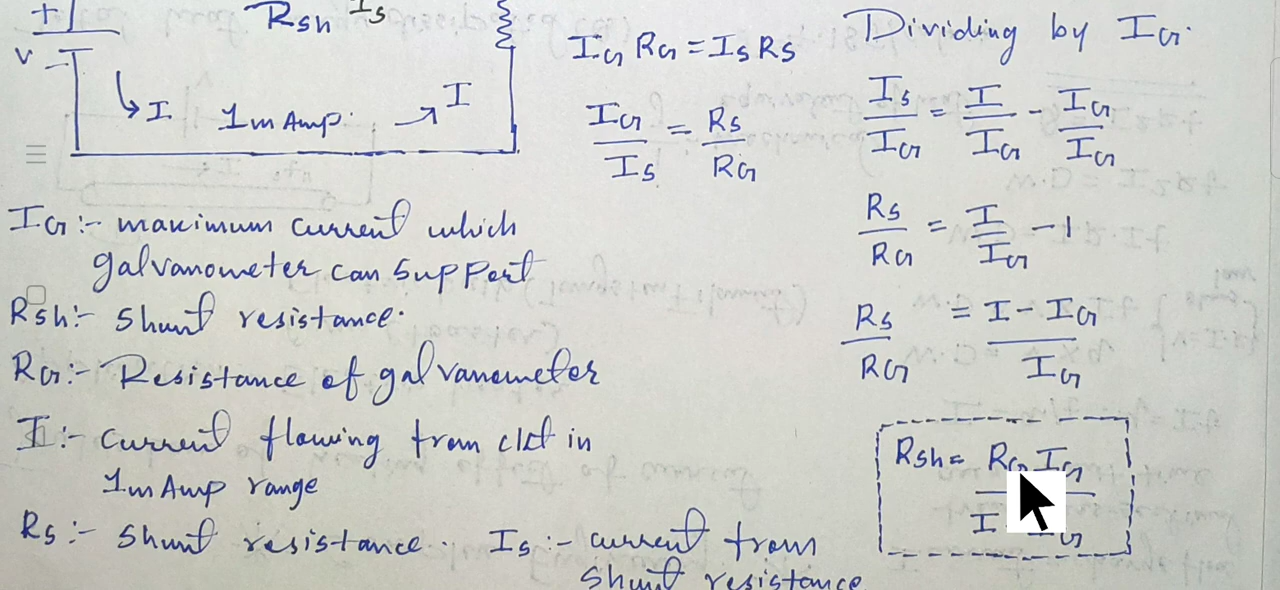 +
V –
Rsh Is
I 1m Amp. I
IG RG = Is Rs
IG/Is = Rs/RG
IG :- maximum current which
galvanometer can support
Rsh :- Shunt resistance.
RG :- Resistance of galvanometer
I :- current flowing from ckt in
1m Amp range
Rs :- Shunt resistance. Is :- current from
shunt resistance
Dividing by IG.
Is/IG = I/IG - IG/IG
Rs/RG = I/IG - 1
Rs/RG = I - IG/IG
Rsh = RG IG/I IG